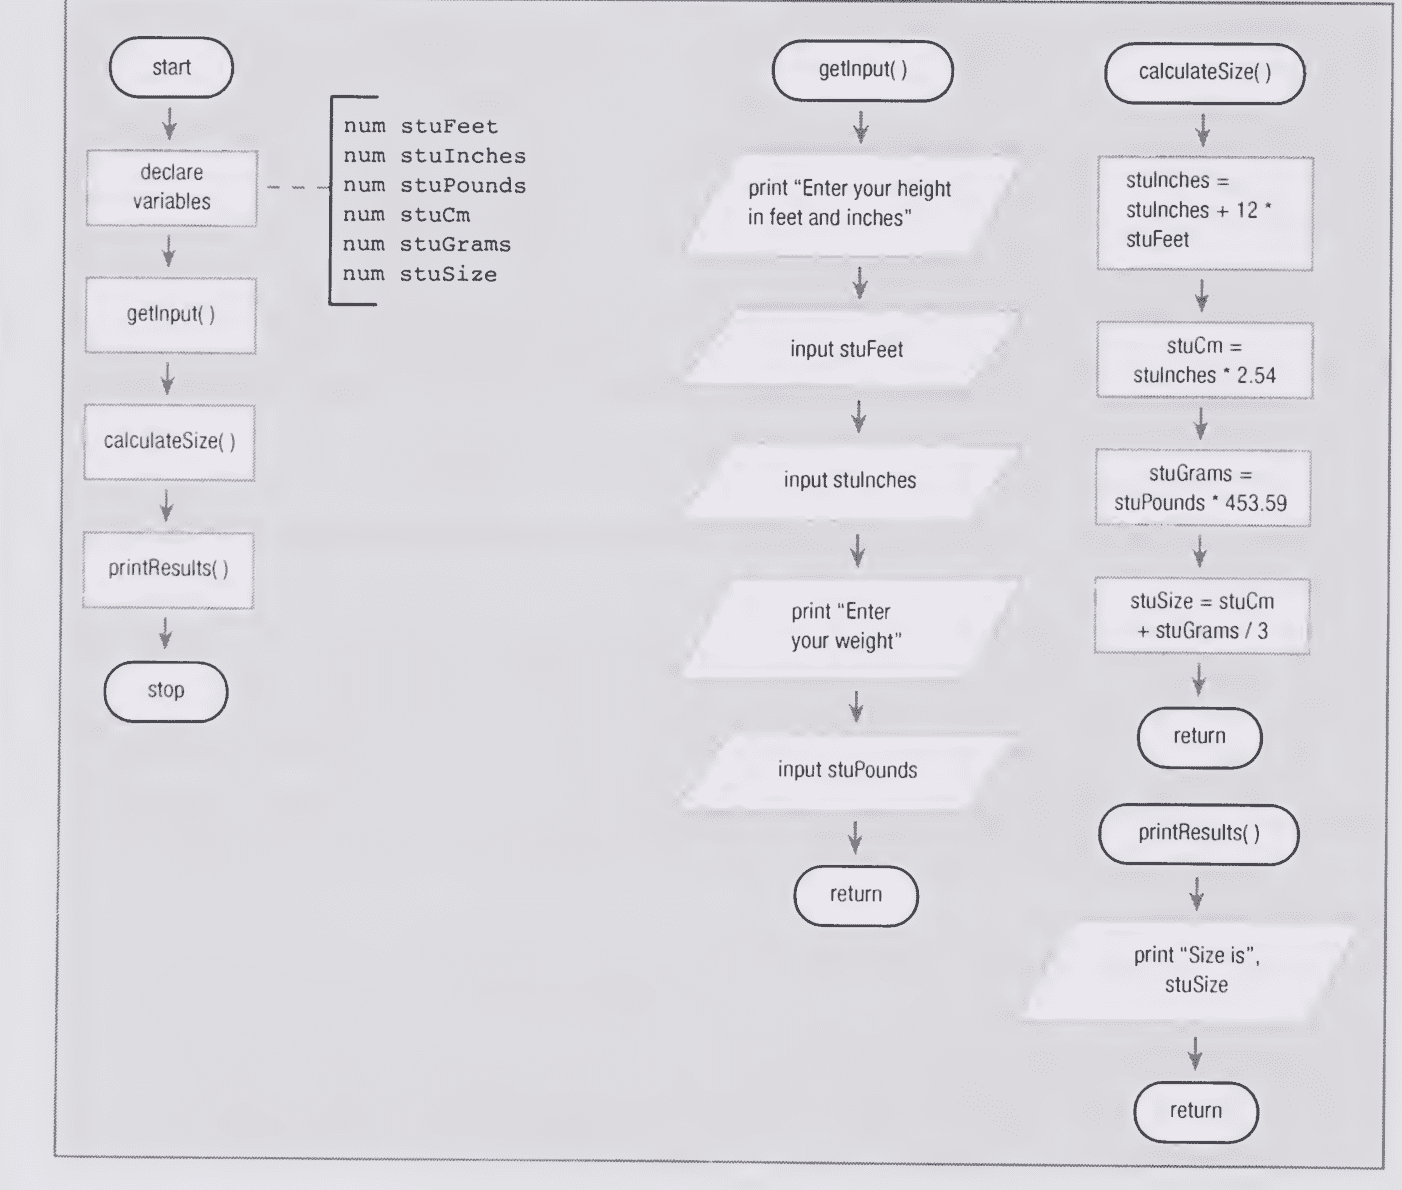 start
declare
variables
num stuFeet
num stuInches
num stuPounds
num stuCm
num stuGrams
num stuSize
getInput( )
calculateSize( )
printResults( )
stop
getInput( )
print “Enter your height
in feet and inches”
input stuFeet
input stuInches
print “Enter
your weight”
input stuPounds
return
calculateSize( )
stuInches =
stuInches + 12 *
stuFeet
stuCm =
stuInches * 2.54
stuGrams =
stuPounds * 453.59
stuSize = stuCm
+ stuGrams / 3
return
printResults( )
print “Size is”,
stuSize
return